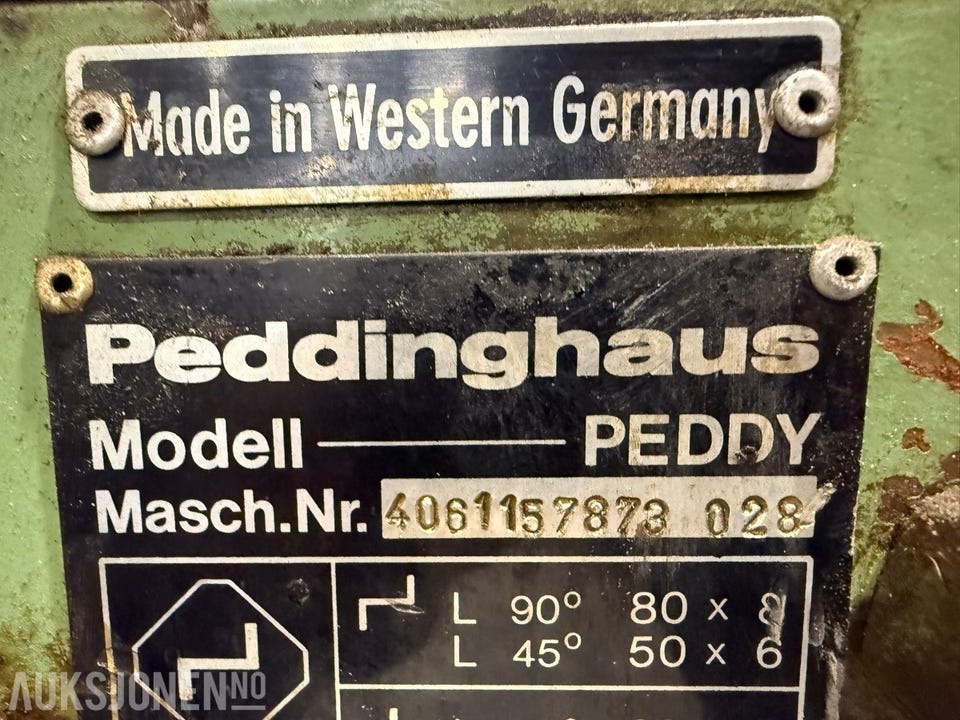 Made in Western Germany
Peddinghaus
Modell PEDDY
Masch.Nr. 4061157873 028
L 90° 80 x 8
L 45° 50 x 6
AUKSJONEN.NO